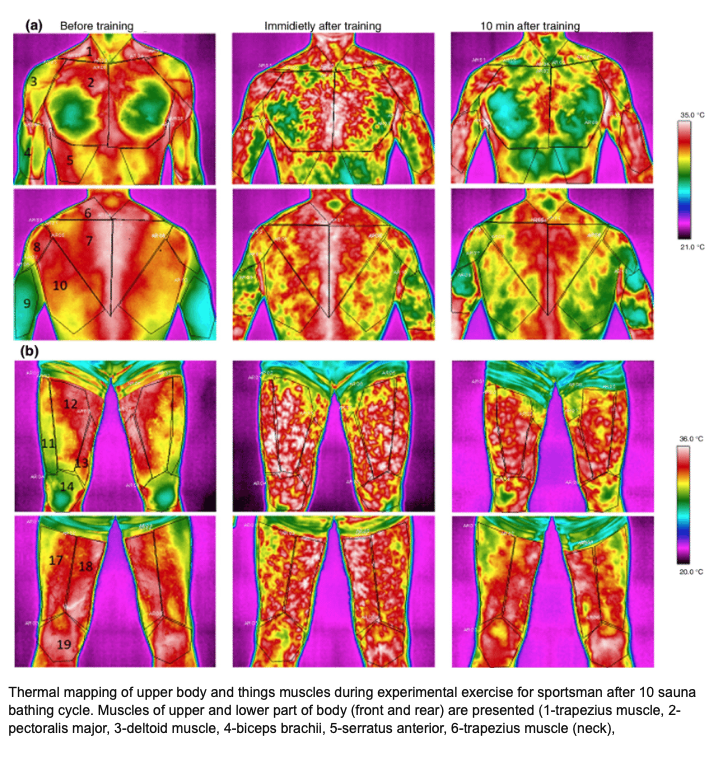 (a) Before training Immidietly after training 10 min after training
1
2
3
4
5
35.0 °C
21.0 °C
6
7
8
9
10
(b)
11
12
13
14
36.0 °C
20.0 °C
17
18
19
Thermal mapping of upper body and things muscles during experimental exercise for sportsman after 10 sauna
bathing cycle. Muscles of upper and lower part of body (front and rear) are presented (1-trapezius muscle, 2-
pectoralis major, 3-deltoid muscle, 4-biceps brachii, 5-serratus anterior, 6-trapezius muscle (neck),